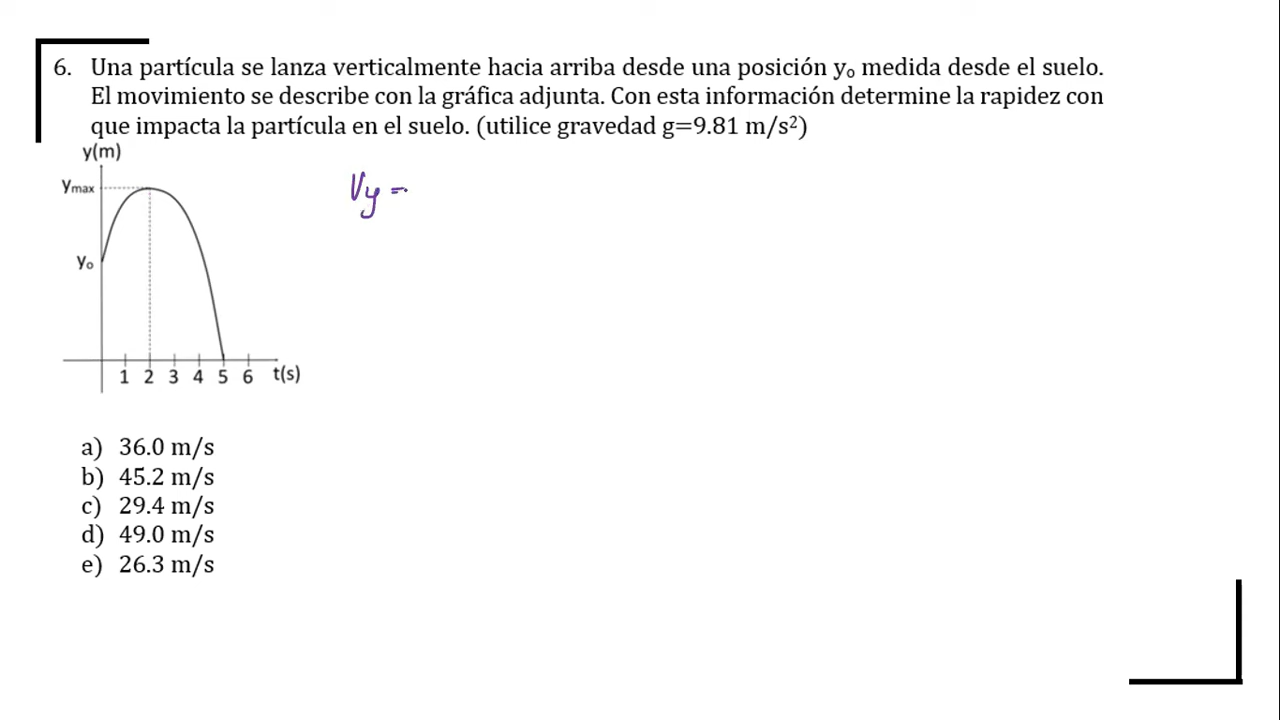 6. Una partícula se lanza verticalmente hacia arriba desde una posición yₒ medida desde el suelo.
El movimiento se describe con la gráfica adjunta. Con esta información determine la rapidez con
que impacta la partícula en el suelo. (utilice gravedad g=9.81 m/s²)
y(m)
Ymax
Vy =
Yo
1 2 3 4 5 6 t(s)
a) 36.0 m/s
b) 45.2 m/s
c) 29.4 m/s
d) 49.0 m/s
e) 26.3 m/s